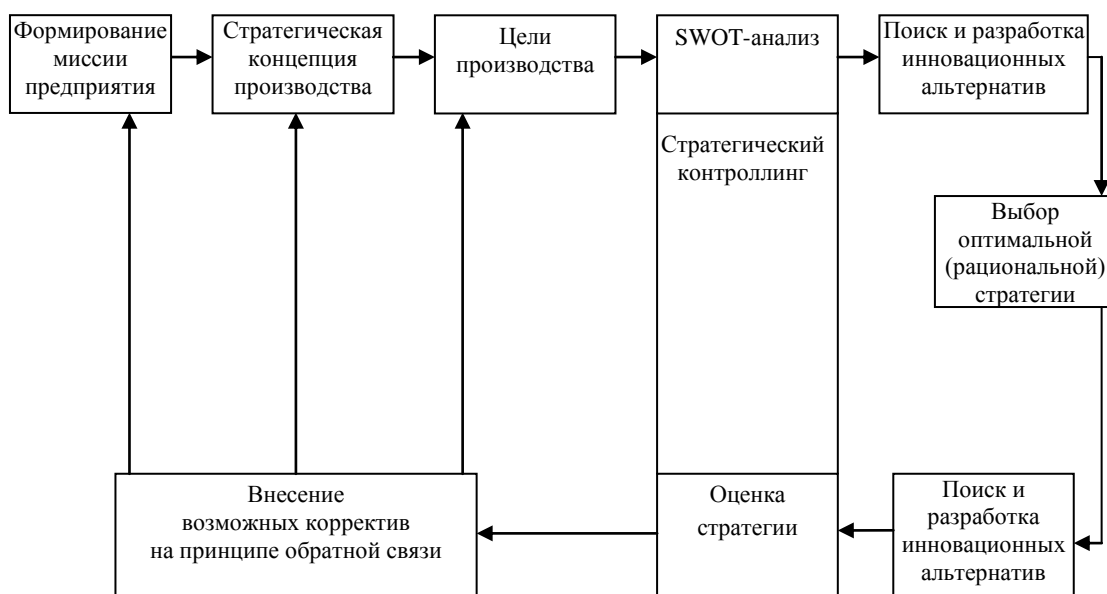 Формирование
миссии
предприятия
Стратегическая
концепция
производства
Цели
производства
SWOT-анализ
Поиск и разработка
инновационных
альтернатив
Стратегический
контроллинг
Выбор
оптимальной
(рациональной)
стратегии
Внесение
возможных корректив
на принципе обратной связи
Оценка
стратегии
Поиск и
разработка
инновационных
альтернатив